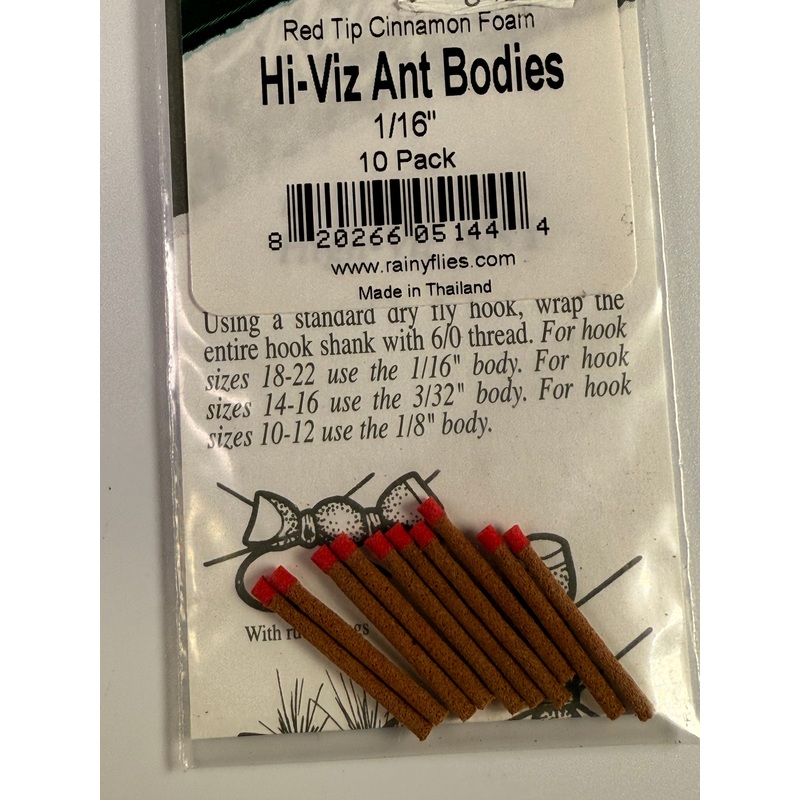 Red Tip Cinnamon Foam
Hi-Viz Ant Bodies
1/16"
10 Pack
8 20266 05144 4
www.rainyflies.com
Made in Thailand
Using a standard dry fly hook, wrap the
entire hook shank with 6/0 thread. For hook
sizes 18-22 use the 1/16" body. For hook
sizes 14-16 use the 3/32" body. For hook
sizes 10-12 use the 1/8" body.
With